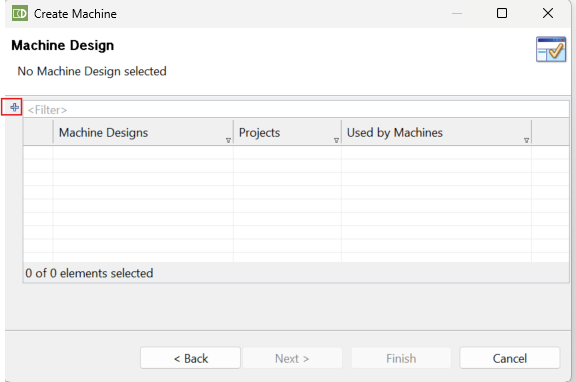 Create Machine
Machine Design
No Machine Design selected
<Filter>
Machine Designs Projects Used by Machines
0 of 0 elements selected
< Back Next > Finish Cancel